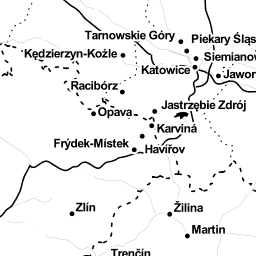 Tarnowskie Góry
Piekary Śląs
Kędzierzyn-Koźle
Siemianow
Katowice
Jawor
Racibórz
Jastrzębie Zdrój
Opava
Karviná
Frýdek-Místek
Havířov
Zlín
Žilina
Martin
Trenčín